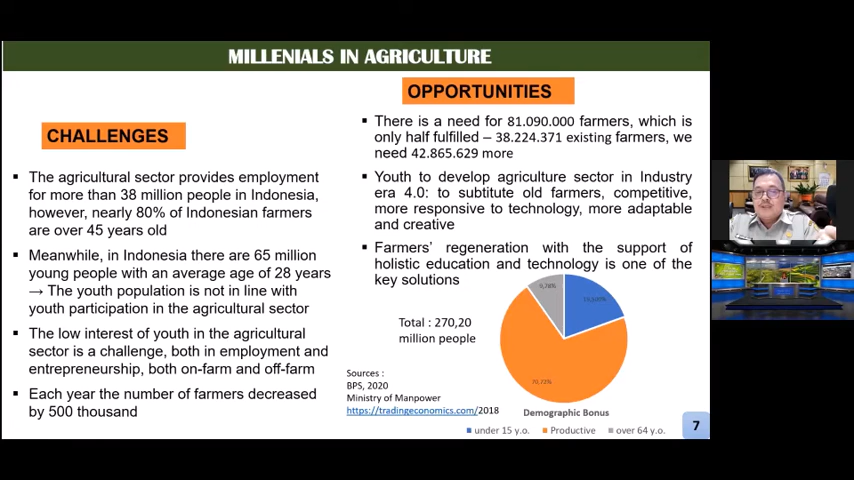 MILLENIALS IN AGRICULTURE
CHALLENGES
▪ The agricultural sector provides employment
for more than 38 million people in Indonesia,
however, nearly 80% of Indonesian farmers
are over 45 years old
▪ Meanwhile, in Indonesia there are 65 million
young people with an average age of 28 years
→ The youth population is not in line with
youth participation in the agricultural sector
▪ The low interest of youth in the agricultural
sector is a challenge, both in employment and
entrepreneurship, both on-farm and off-farm
▪ Each year the number of farmers decreased
by 500 thousand
OPPORTUNITIES
▪ There is a need for 81.090.000 farmers, which is
only half fulfilled – 38.224.371 existing farmers, we
need 42.865.629 more
▪ Youth to develop agriculture sector in Industry
era 4.0: to subtitute old farmers, competitive,
more responsive to technology, more adaptable
and creative
▪ Farmers' regeneration with the support of
holistic education and technology is one of the
key solutions
Total : 270,20
million people
9,78%
70,72%
Sources :
BPS, 2020
Ministry of Manpower
https://tradingeconomics.com/2018
Demographic Bonus
under 15 y.o. Productive over 64 y.o.
7